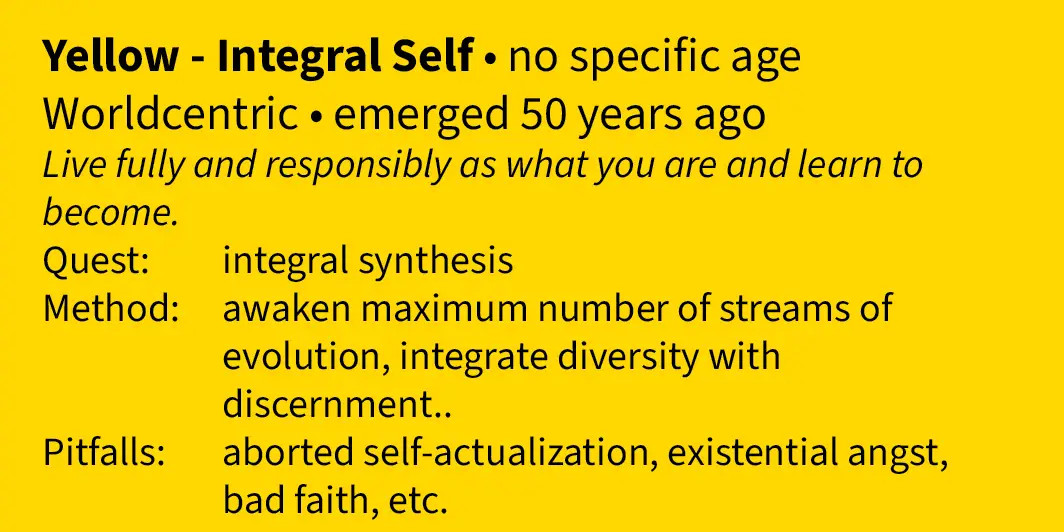 Yellow - Integral Self • no specific age
Worldcentric • emerged 50 years ago
Live fully and responsibly as what you are and learn to
become.
Quest: integral synthesis
Method: awaken maximum number of streams of
evolution, integrate diversity with
discernment..
Pitfalls: aborted self-actualization, existential angst,
bad faith, etc.